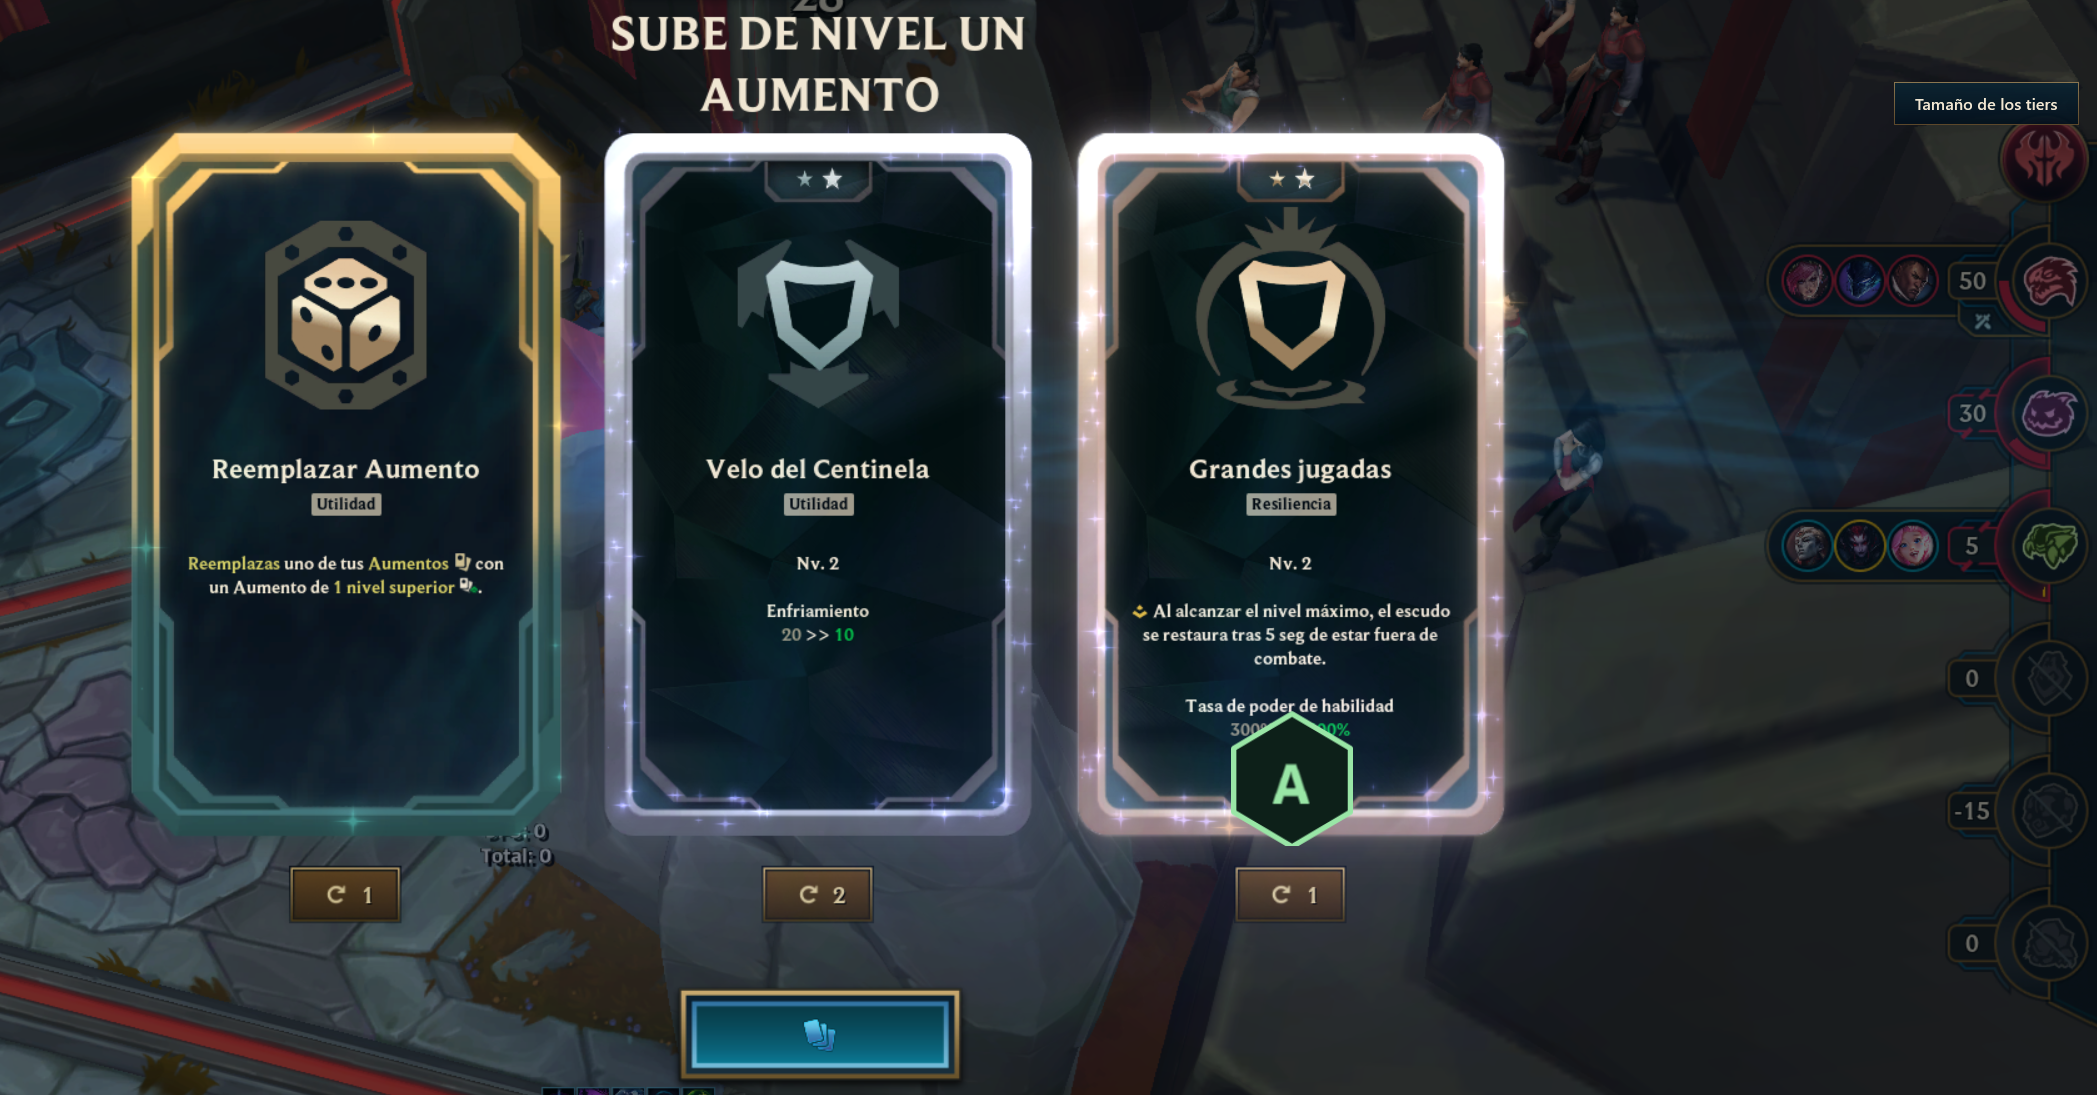 SUBE DE NIVEL UN
AUMENTO
Tamaño de los tiers
Reemplazar Aumento
Utilidad
Reemplazas uno de tus Aumentos con
un Aumento de 1 nivel superior.
1
Velo del Centinela
Utilidad
Nv. 2
Enfriamiento
20 >> 10
2
Grandes jugadas
Resiliencia
Nv. 2
Al alcanzar el nivel máximo, el escudo
se restaura tras 5 seg de estar fuera de
combate.
Tasa de poder de habilidad
A
1
Total: 0
50
30
5
0
-15
0